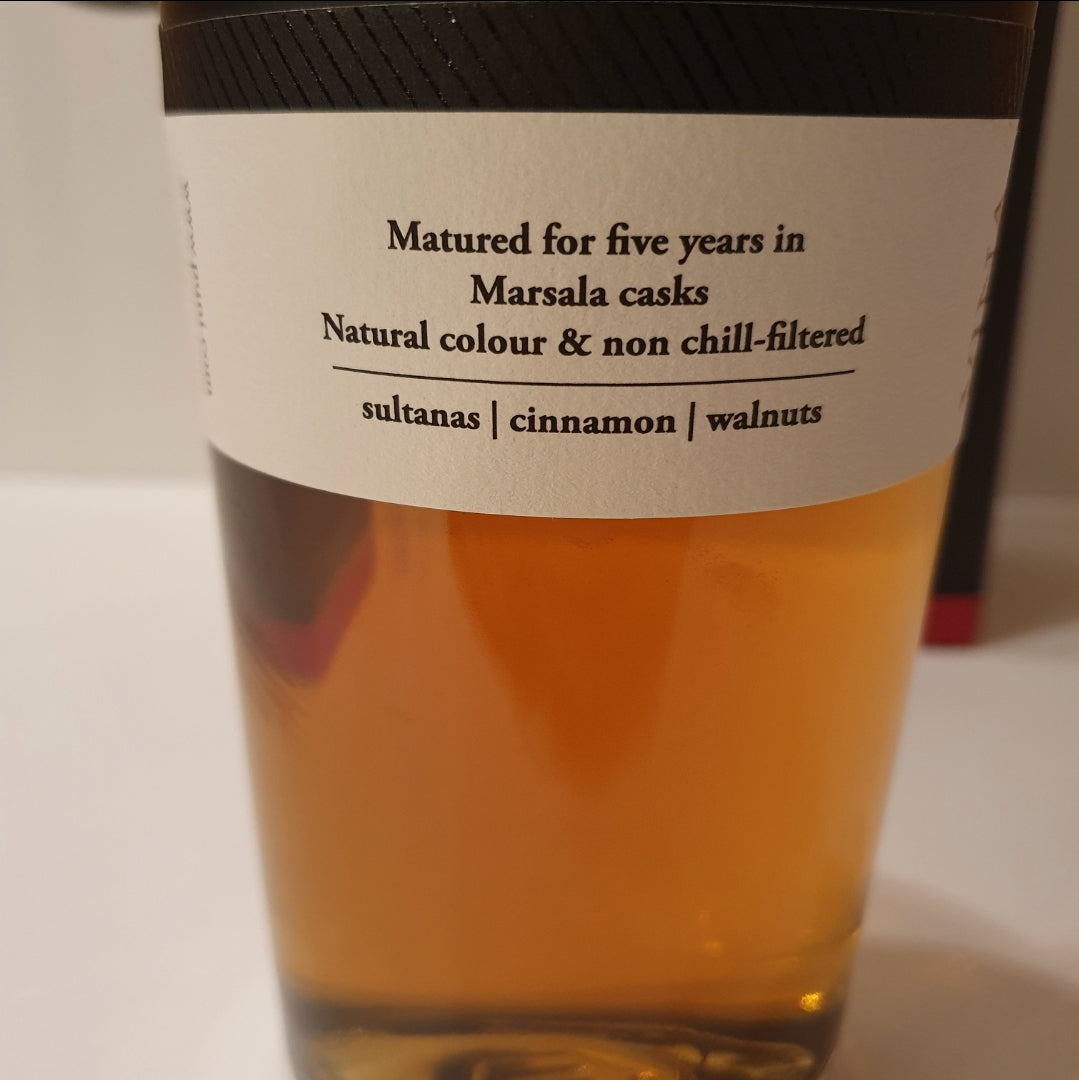 Matured for five years in
Marsala casks
Natural colour & non chill-filtered
sultanas | cinnamon | walnuts